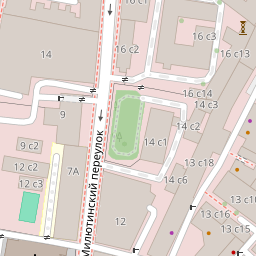 16 с3
14
16 с2
16 с1
16 с14
14 с3
9
14 с2
9 с2
14 с1
13 с18
12 с2
7А
12 с3
14 с6
13 с16
12
13 с15
Милютинский переулок